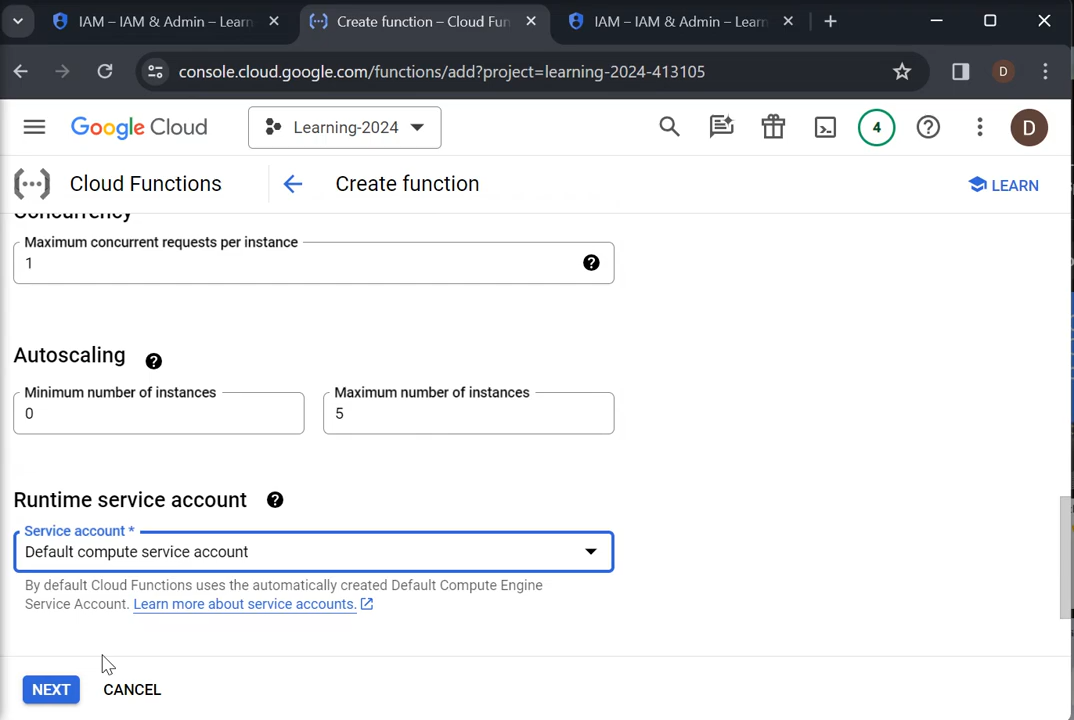 IAM – IAM & Admin – Learn
Create function – Cloud Fun
IAM – IAM & Admin – Learn
console.cloud.google.com/functions/add?project=learning-2024-413105
D
Google Cloud
Learning-2024
4
D
Cloud Functions
Create function
LEARN
Concurrency
Maximum concurrent requests per instance
1
Autoscaling
Minimum number of instances
0
Maximum number of instances
5
Runtime service account
Service account *
Default compute service account
By default Cloud Functions uses the automatically created Default Compute Engine
Service Account. Learn more about service accounts.
NEXT
CANCEL